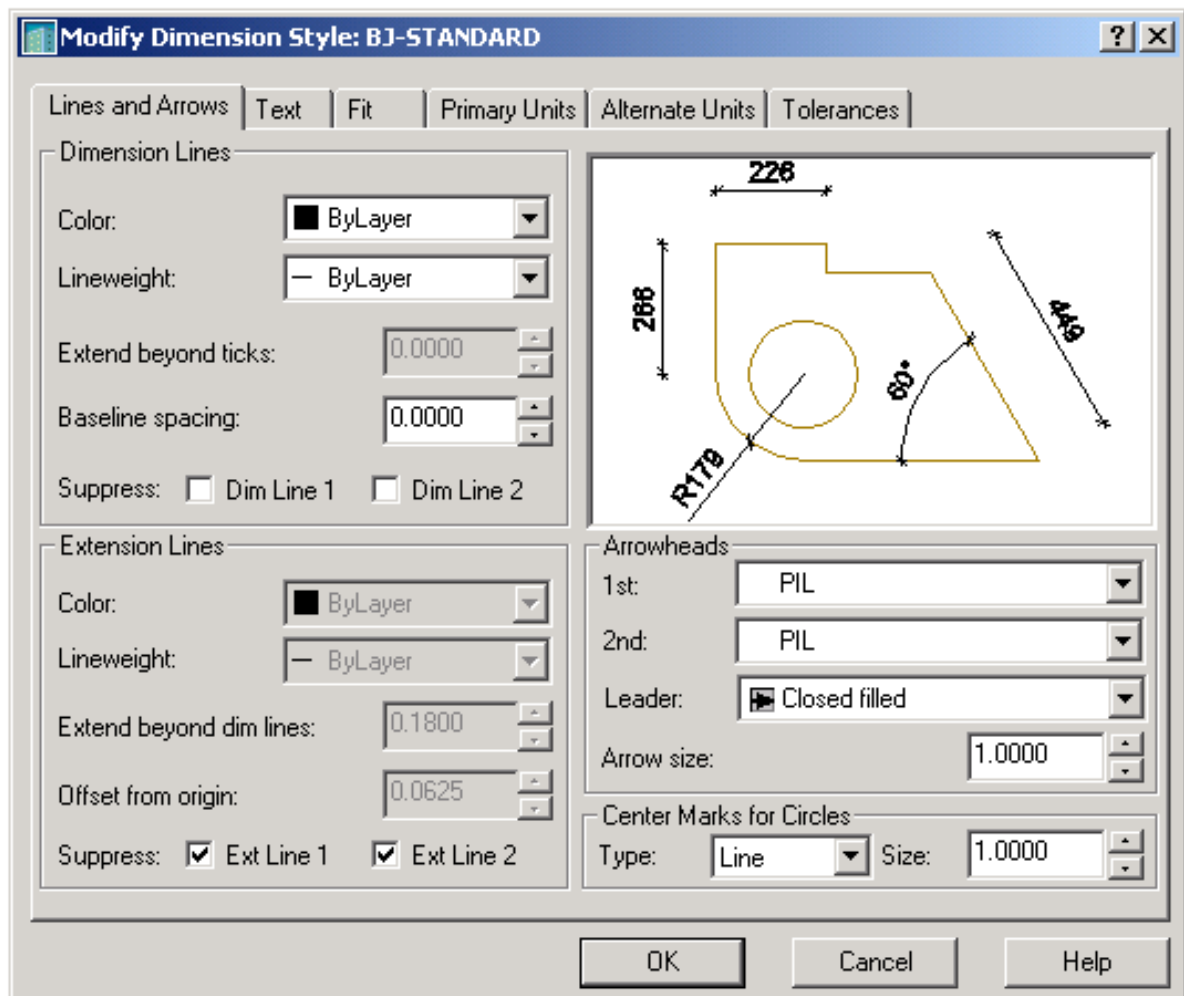 Modify Dimension Style: BJ-STANDARD
Lines and Arrows Text Fit Primary Units Alternate Units Tolerances
Dimension Lines
Color: ByLayer
Lineweight: ByLayer
Extend beyond ticks: 0.0000
Baseline spacing: 0.0000
Suppress: Dim Line 1 Dim Line 2
Extension Lines
Color: ByLayer
Lineweight: ByLayer
Extend beyond dim lines: 0.1800
Offset from origin: 0.0625
Suppress: Ext Line 1 Ext Line 2
226
266
449
60°
R179
Arrowheads
1st: PIL
2nd: PIL
Leader: Closed filled
Arrow size: 1.0000
Center Marks for Circles
Type: Line Size: 1.0000
OK Cancel Help